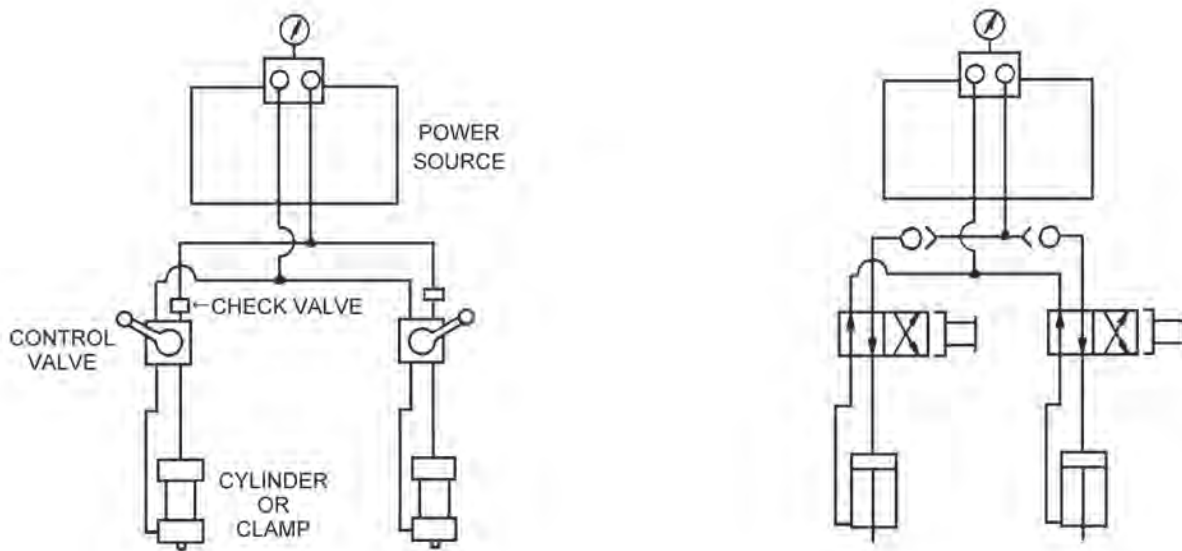 POWER
SOURCE
←CHECK VALVE
CONTROL
VALVE
CYLINDER
OR
CLAMP